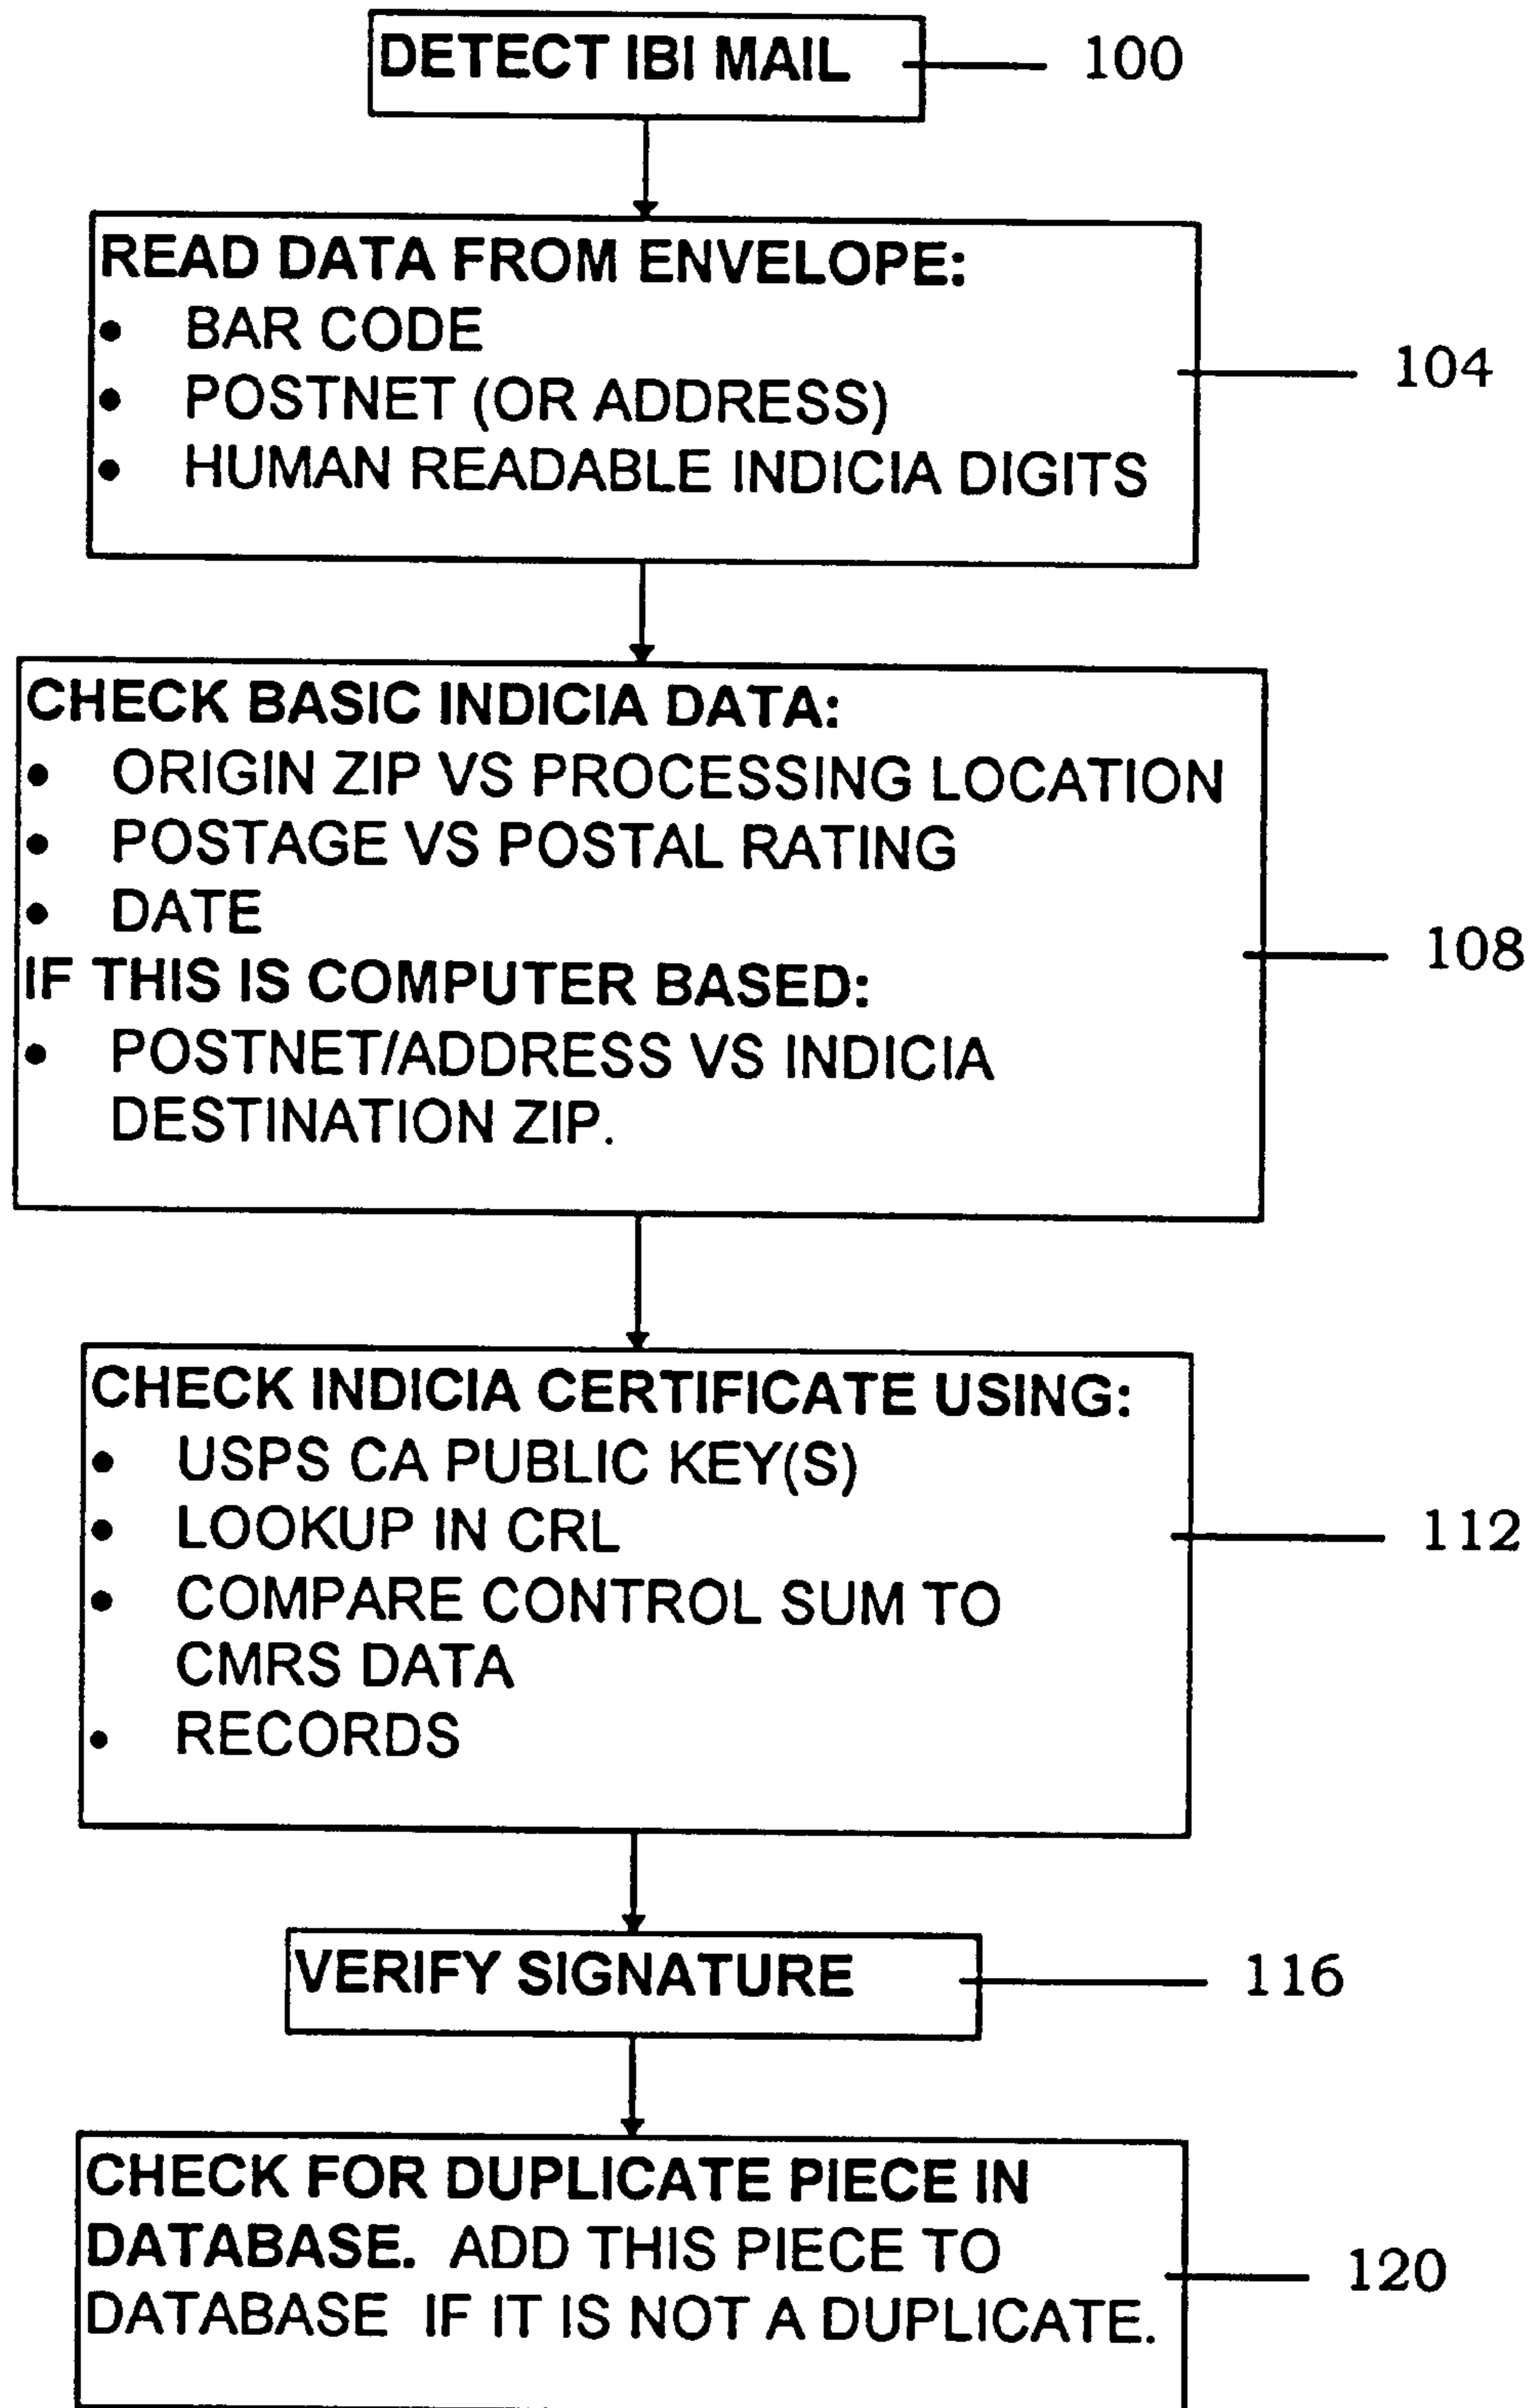 DETECT IBI MAIL
100
READ DATA FROM ENVELOPE:
• BAR CODE
• POSTNET (OR ADDRESS)
• HUMAN READABLE INDICIA DIGITS
104
CHECK BASIC INDICIA DATA:
• ORIGIN ZIP VS PROCESSING LOCATION
• POSTAGE VS POSTAL RATING
• DATE
IF THIS IS COMPUTER BASED:
• POSTNET/ADDRESS VS INDICIA
DESTINATION ZIP.
108
CHECK INDICIA CERTIFICATE USING:
• USPS CA PUBLIC KEY(S)
• LOOKUP IN CRL
• COMPARE CONTROL SUM TO
CMRS DATA
• RECORDS
112
VERIFY SIGNATURE
116
CHECK FOR DUPLICATE PIECE IN
DATABASE. ADD THIS PIECE TO
DATABASE IF IT IS NOT A DUPLICATE.
120